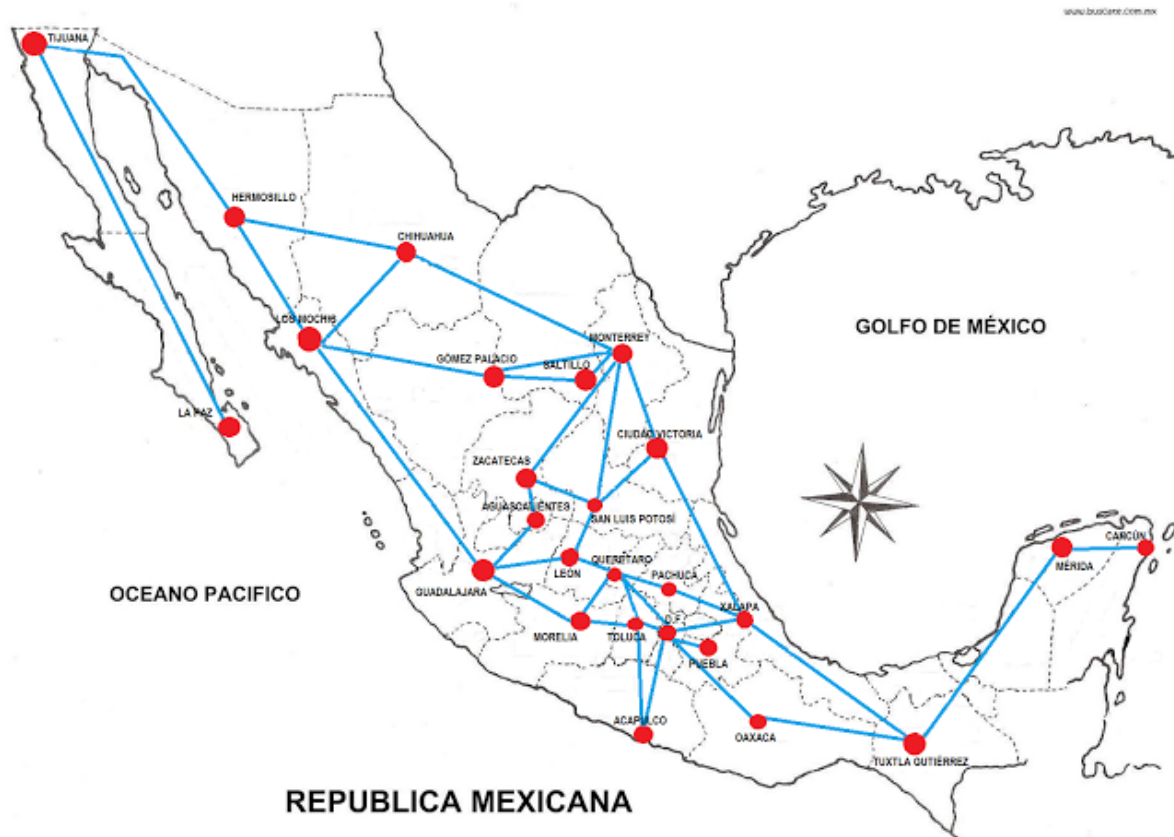 www.buscare.com.mx
TIJUANA
HERMOSILLO
CHIHUAHUA
LOS MOCHIS
MONTERREY
GOLFO DE MÉXICO
GÓMEZ PALACIO
SALTILLO
LA PAZ
CIUDAD VICTORIA
ZACATECAS
AGUASCALIENTES
SAN LUIS POTOSÍ
CARCÚN
MÉRIDA
QUERÉTARO
LEÓN
PACHUCA
GUADALAJARA
OCEANO PACIFICO
XALAPA
D.F.
MORELIA
TOLUCA
PUEBLA
ACAPULCO
OAXACA
TUXTLA GUTIÉRREZ
REPUBLICA MEXICANA